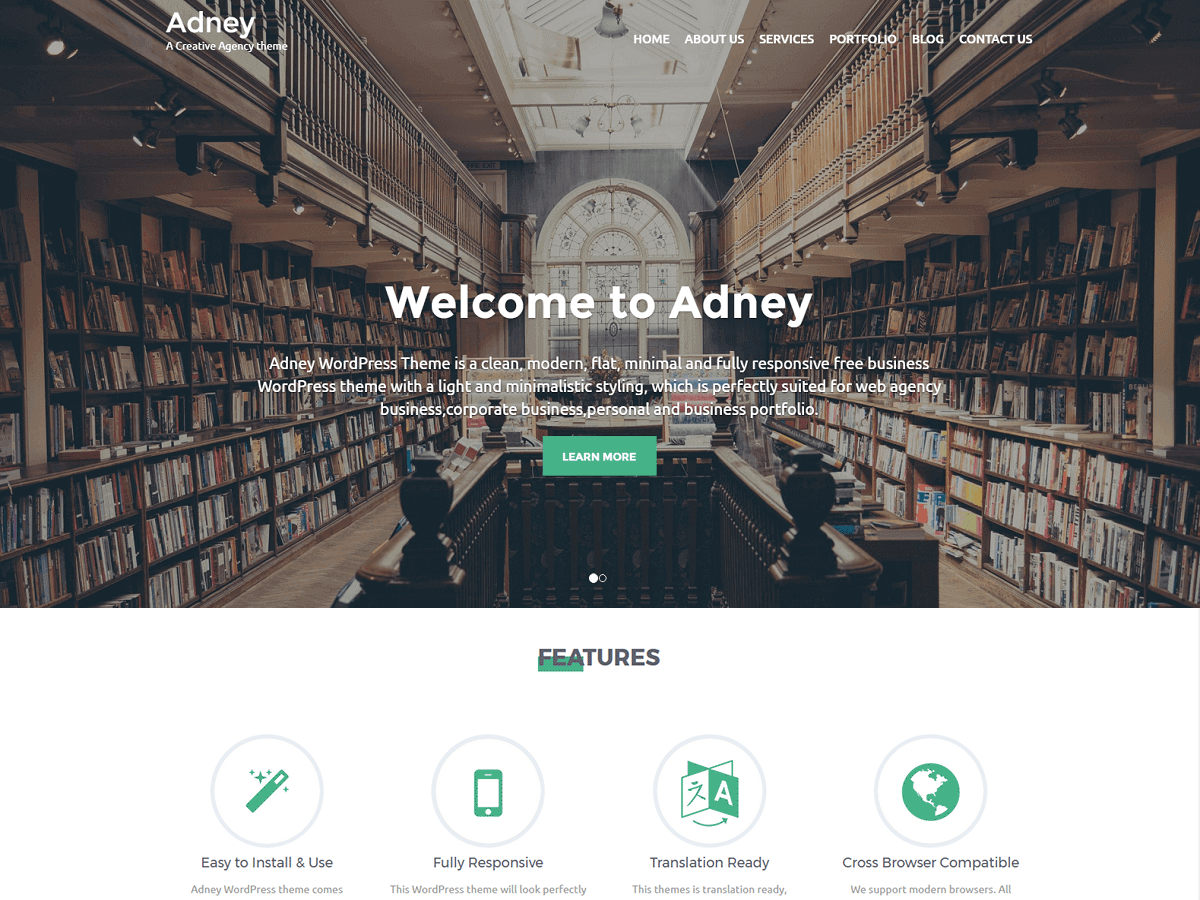 Adney
A Creative Agency theme
HOME ABOUT US SERVICES PORTFOLIO BLOG CONTACT US
Welcome to Adney
Adney WordPress Theme is a clean, modern, flat, minimal and fully responsive free business
WordPress theme with a light and minimalistic styling, which is perfectly suited for web agency
business,corporate business,personal and business portfolio.
LEARN MORE
FEATURES
A
Easy to Install & Use
Fully Responsive
Translation Ready
Cross Browser Compatible
Adney WordPress theme comes
This WordPress theme will look perfectly
This themes is translation ready,
We support modern browsers. All